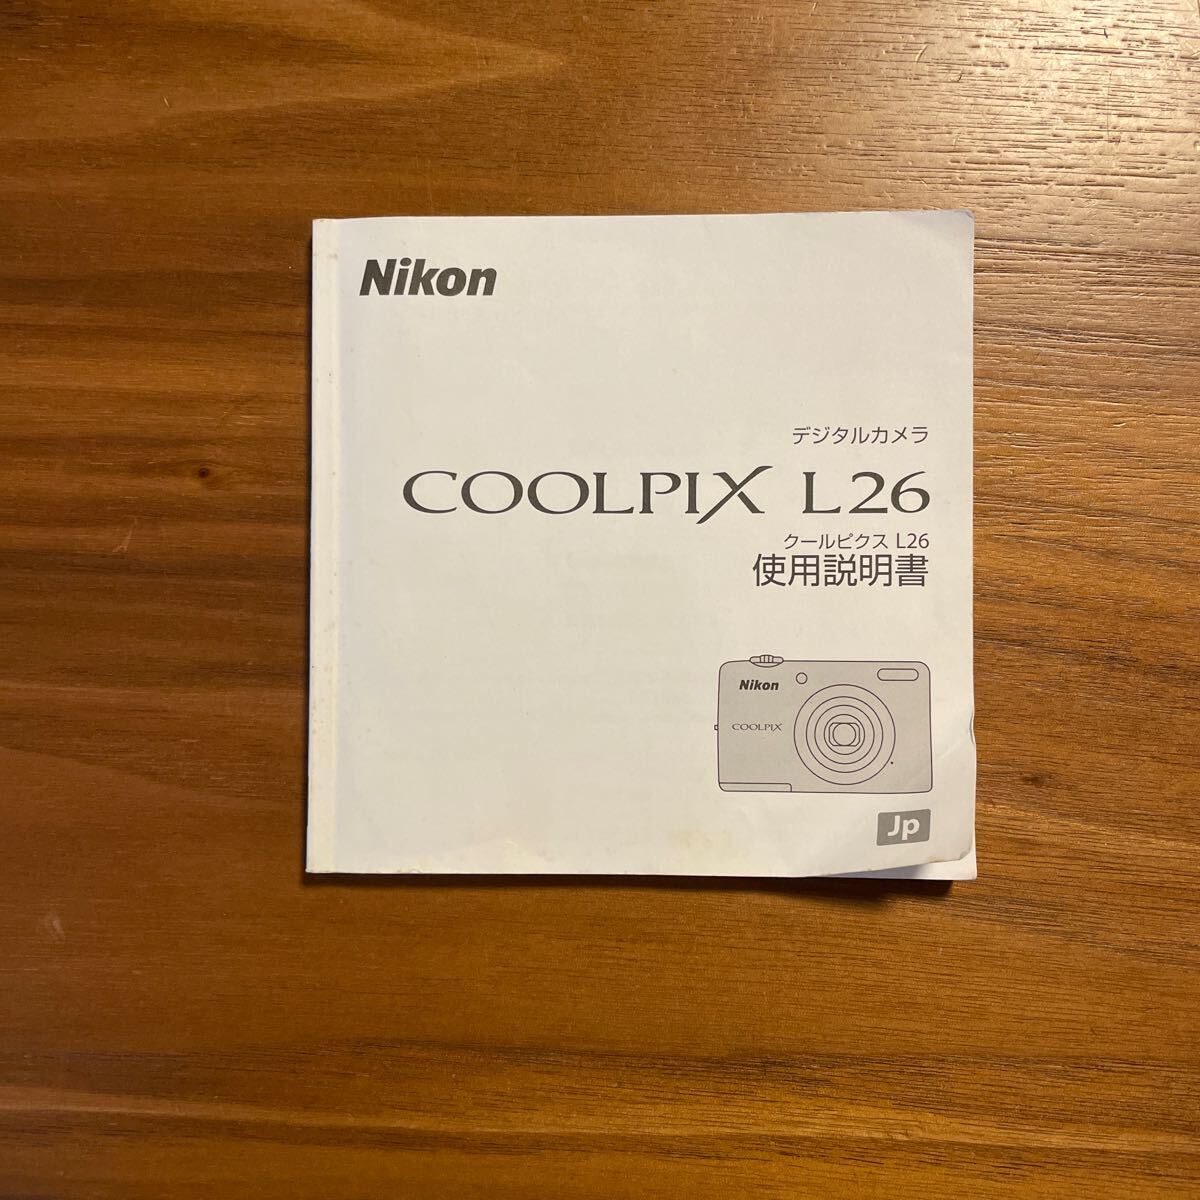 Nikon
デジタルカメラ
COOLPIX L26
クールピクス L26
使用説明書
Nikon
COOLPIX
Jp